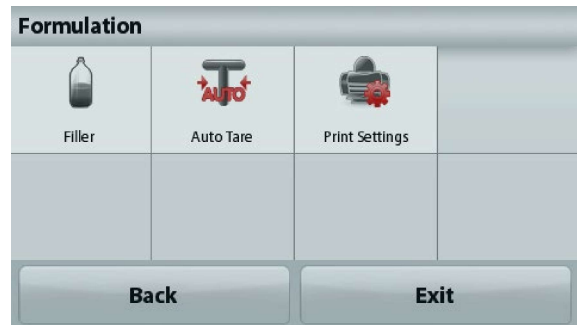 Formulation
AUTO
Filler
Auto Tare
Print Settings
Back
Exit